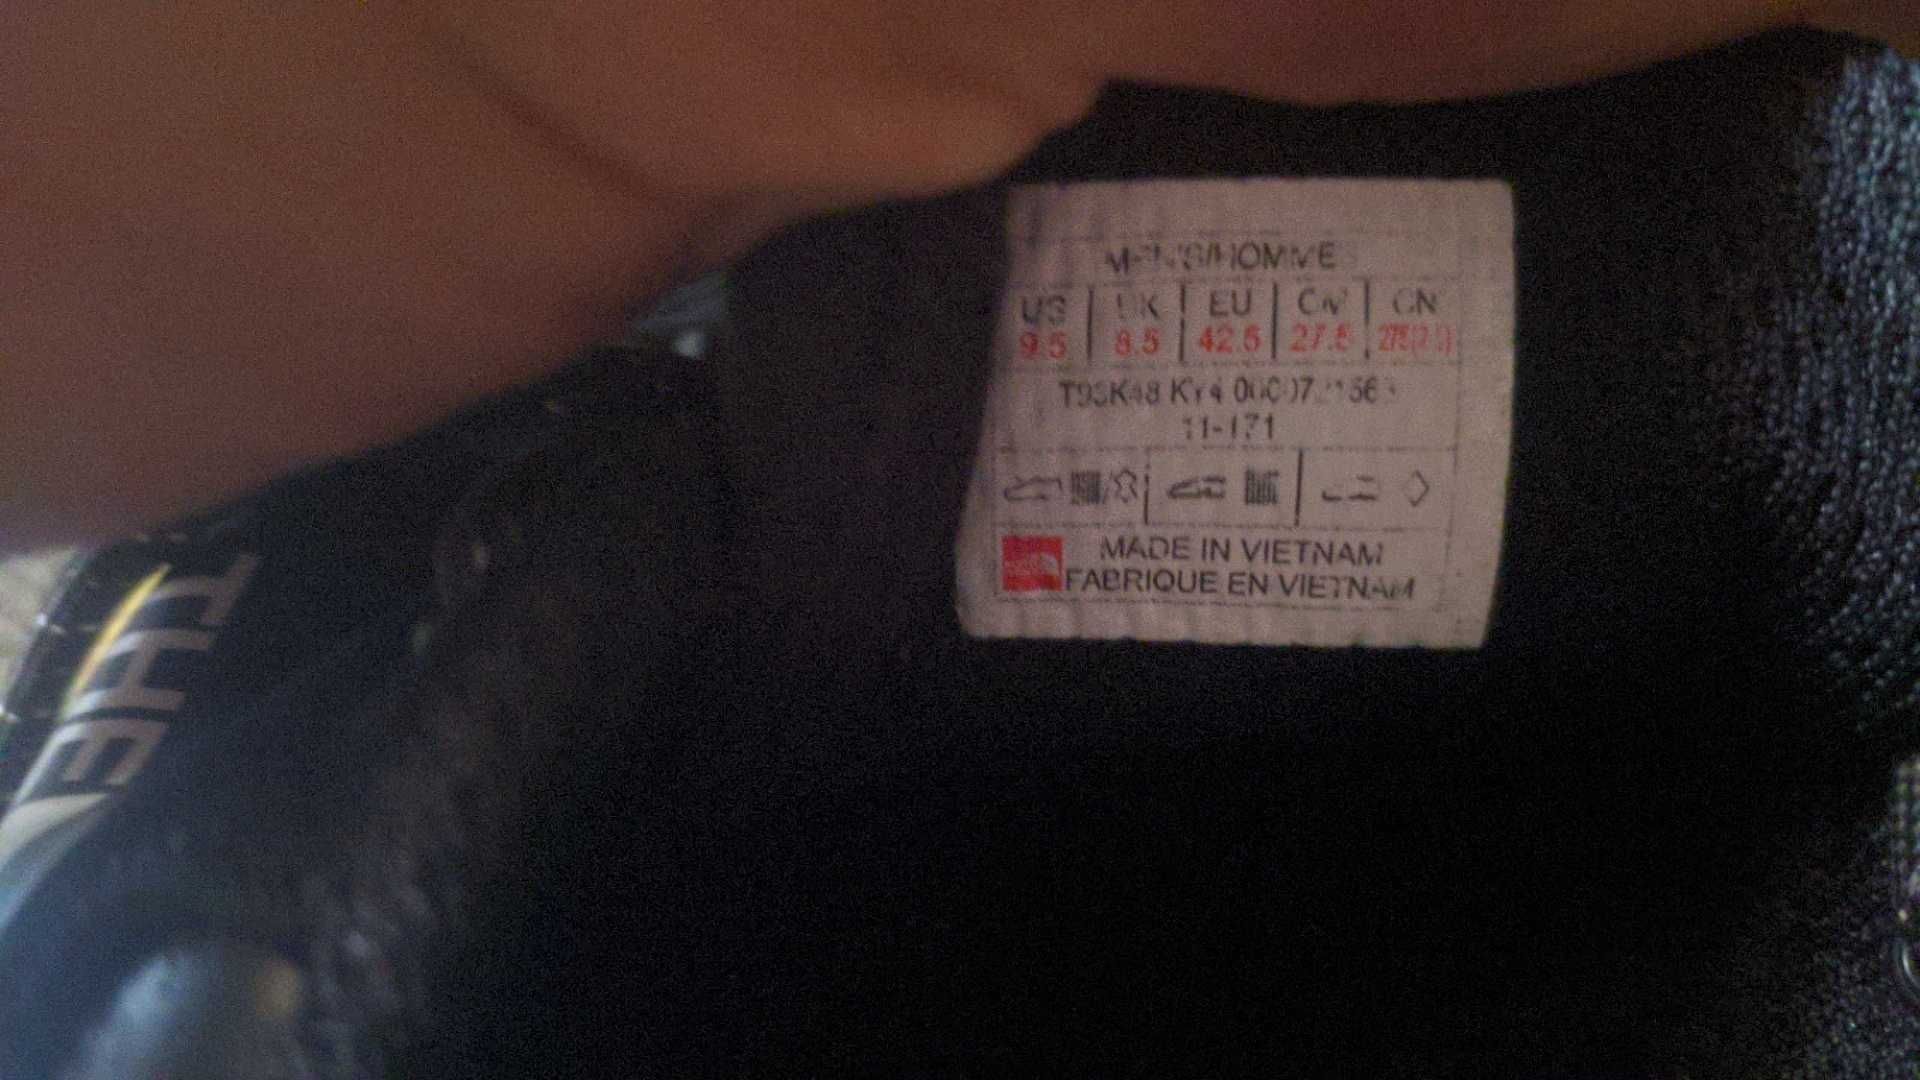 MEN'S/HOMME
US UK EU CM CN
9.5 8.5 42.5 27.5
11-171
MADE IN VIETNAM
FABRIQUE EN VIETNAM
THE